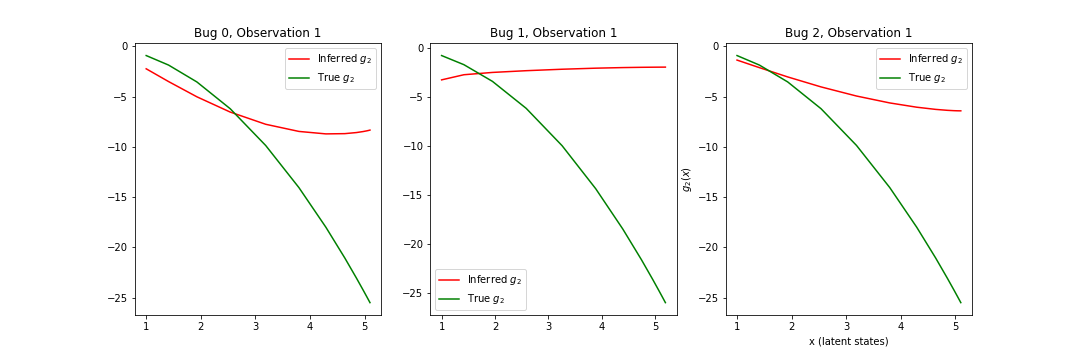 Bug 0, Observation 1
Inferred g₂
True g₂
0
−5
−10
−15
−20
−25
1 2 3 4 5
Bug 1, Observation 1
0
−5
−10
−15
−20
−25
Inferred g₂
True g₂
1 2 3 4 5
Bug 2, Observation 1
Inferred g₂
True g₂
g₂(x)
0
−5
−10
−15
−20
−25
1 2 3 4 5
x (latent states)